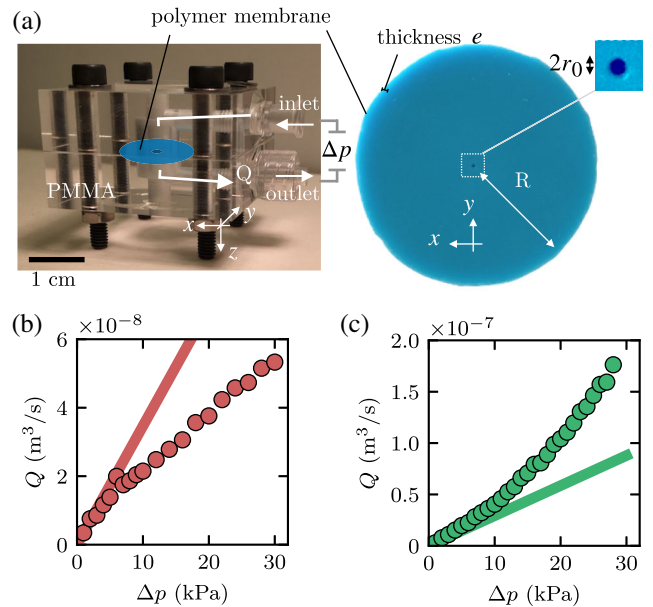 (a)
polymer membrane
thickness e
2r₀
inlet
Δp
Q
outlet
PMMA
R
x
y
z
x
y
1 cm
(b)
×10⁻⁸
6
4
2
0
Q (m³/s)
0
10
20
30
Δp (kPa)
(c)
×10⁻⁷
2.0
1.5
1.0
0.5
0
Q (m³/s)
0
10
20
30
Δp (kPa)